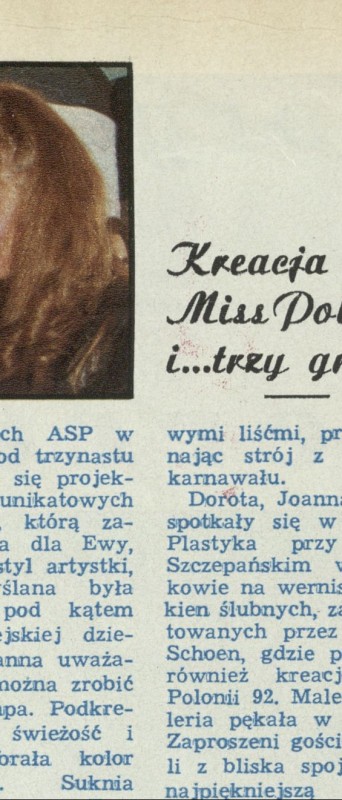 Kreacja
Miss Pol
i...trzy gr
ch ASP w
od trzynastu
się projek-
unikatowych
, którą za-
a dla Ewy,
styl artystki,
yślana była
pod kątem
ejskiej dzie-
anna uważa-
można zrobić
apa. Podkre-
świeżość i
brała kolor
. Suknia
wymi liśćmi, pr
nając strój z
karnawału.
Dorota, Joanna
spotkały się w
Plastyka przy
Szczepańskim w
kowie na wernis
kien ślubnych, za
towanych przez
Schoen, gdzie p
również kreacj
Polonii 92. Male
leria pękała w
Zaproszeni gości
li z bliska spoj
najpiękniejszą